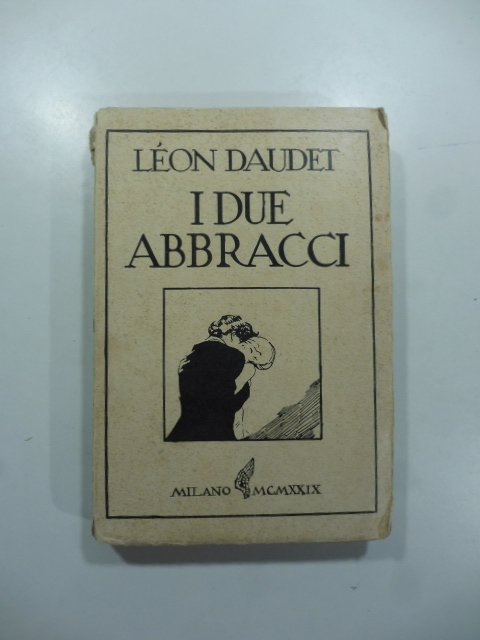 LÉON DAUDET
I DUE
ABBRACCI
MILANO MCMXXIX